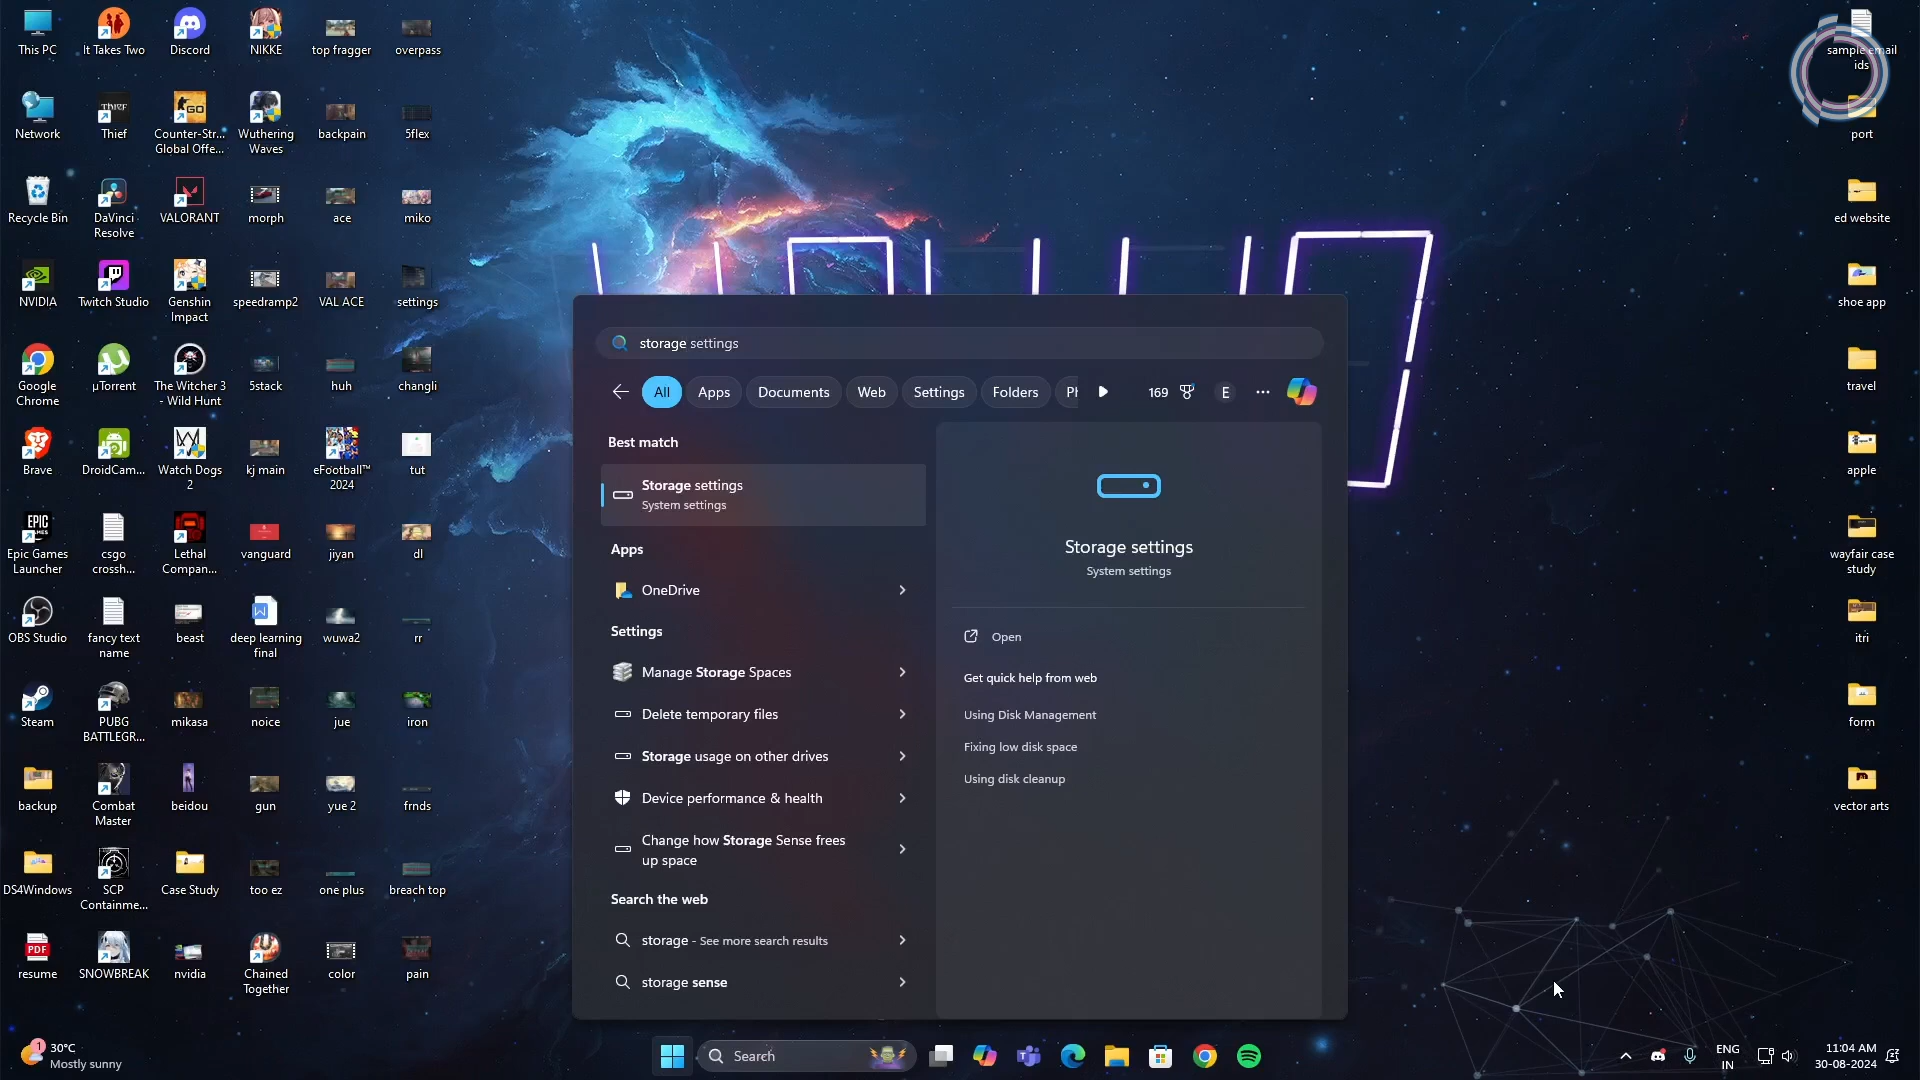 This PC
It Takes Two
Discord
NIKKE
top fragger
overpass
sample email
ids
Network
Thief
Counter-Str...
Global Offe...
Wuthering
Waves
backpain
5flex
port
Recycle Bin
DaVinci
Resolve
VALORANT
morph
ace
miko
ed website
NVIDIA
Twitch Studio
Genshin
Impact
speedramp2
VAL ACE
settings
shoe app
Google
Chrome
µTorrent
The Witcher 3
- Wild Hunt
5stack
huh
changli
travel
Brave
DroidCam...
Watch Dogs
2
kj main
eFootball™
2024
tut
apple
Epic Games
Launcher
csgo
crossh...
Lethal
Compan...
vanguard
jiyan
dl
wayfair case
study
OBS Studio
fancy text
name
beast
deep learning
final
wuwa2
rr
itri
Steam
PUBG
BATTLEGR...
mikasa
noice
jue
iron
form
backup
Combat
Master
beidou
gun
yue 2
frnds
vector arts
DS4Windows
SCP
Containme...
Case Study
too ez
one plus
breach top
resume
SNOWBREAK
nvidia
Chained
Together
color
pain
storage settings
All
Apps
Documents
Web
Settings
Folders
Ph
169
E
Best match
Storage settings
System settings
Apps
OneDrive
Settings
Manage Storage Spaces
Delete temporary files
Storage usage on other drives
Device performance & health
Change how Storage Sense frees
up space
Search the web
storage - See more search results
storage sense
Storage settings
System settings
Open
Get quick help from web
Using Disk Management
Fixing low disk space
Using disk cleanup
1
30°C
Mostly sunny
Search
ENG
IN
11:04 AM
30-08-2024